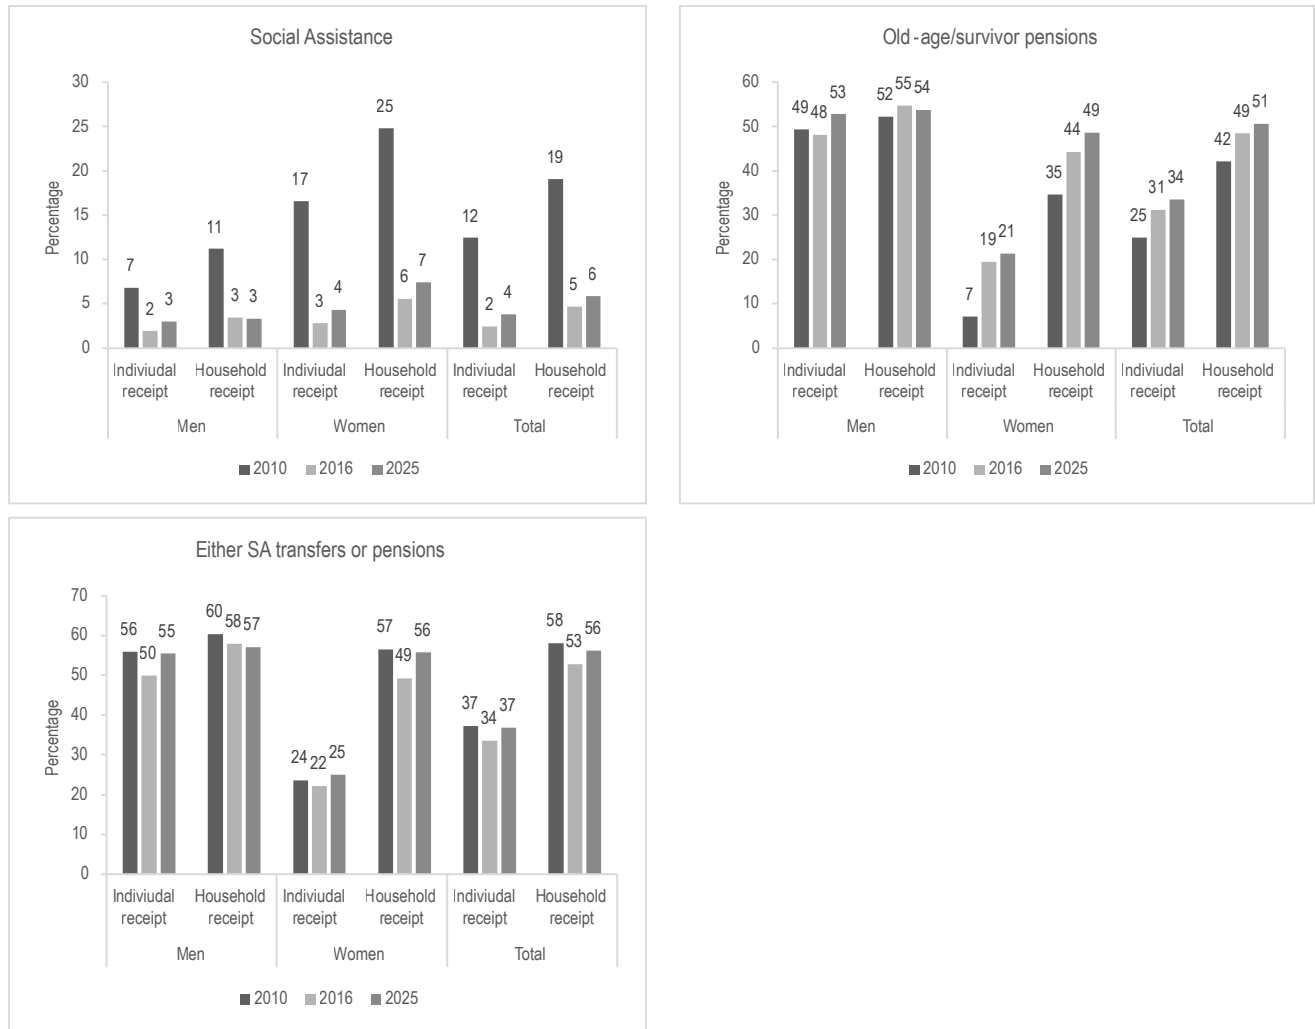 Social Assistance
Percentage
30
25
20
15
10
5
0
7 2 3
11 3 3
17 3 4
25 6 7
12 2 4
19 5 6
Indiviudal receipt
Household receipt
Indiviudal receipt
Household receipt
Indiviudal receipt
Household receipt
Men Women Total
2010 2016 2025
Old-age/survivor pensions
Percentage
60
50
40
30
20
10
0
49 48 53
52 55 54
7 19 21
35 44 49
25 31 34
42 49 51
Indiviudal receipt
Household receipt
Indiviudal receipt
Household receipt
Indiviudal receipt
Household receipt
Men Women Total
2010 2016 2025
Either SA transfers or pensions
Percentage
70
60
50
40
30
20
10
0
56 50 55
60 58 57
24 22 25
57 49 56
37 34 37
58 53 56
Indiviudal receipt
Household receipt
Indiviudal receipt
Household receipt
Indiviudal receipt
Household receipt
Men Women Total
2010 2016 2025